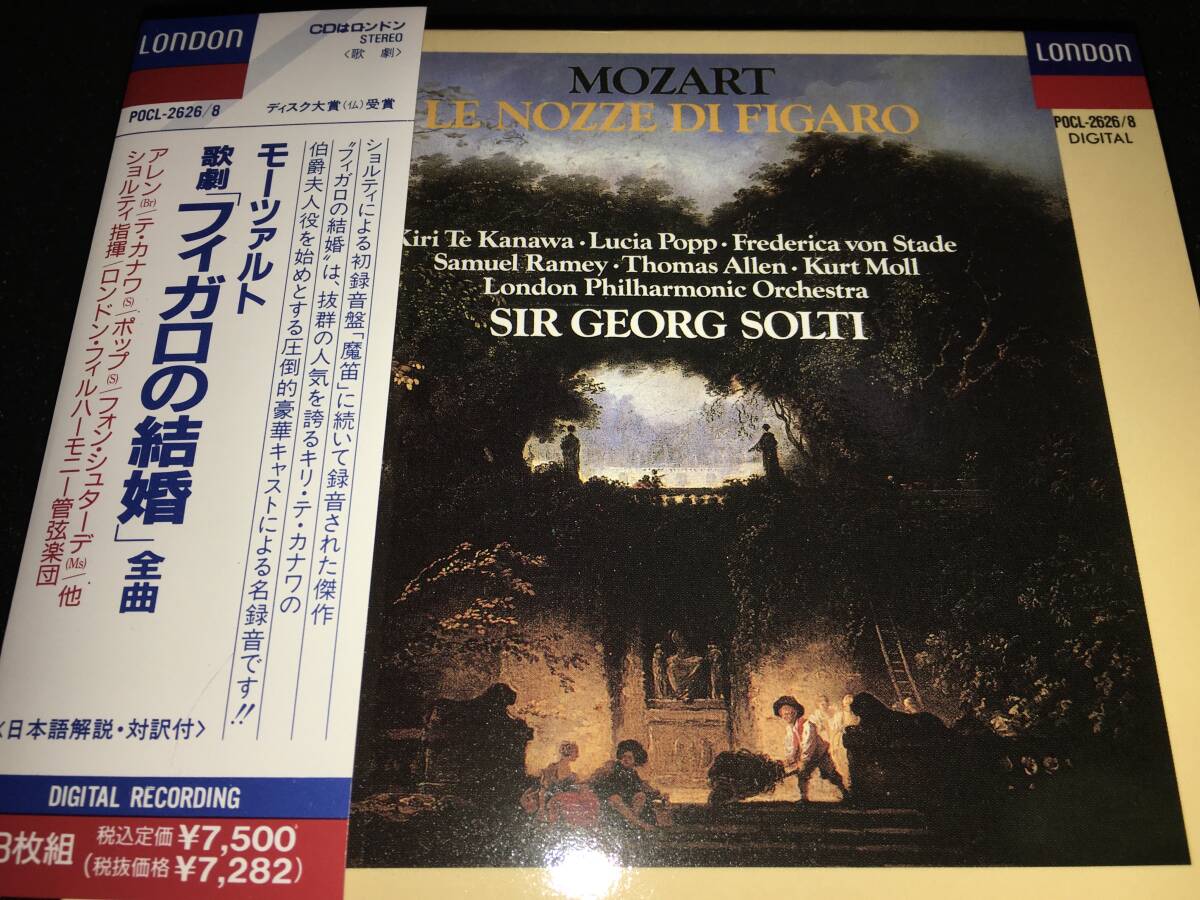 LONDON
CDはロンドン
STEREO
〈歌 劇〉
POCL-2626/8
ディスク大賞(仏)受賞
ショルティによる初録音盤「魔笛」に続いて録音された傑作
"フィガロの結婚"は、抜群の人気を誇るキリ・テ・カナワの
伯爵夫人役を始めとする圧倒的豪華キャストによる名録音です!!
モーツァルト
歌劇「フィガロの結婚」全曲
アレン(Br)/テ・カナワ(S)/ポップ(S)/フォン・シュターデ(Ms)/他
ショルティ指揮/ロンドン・フィルハーモニー管弦楽団
〈日本語解説・対訳付〉
DIGITAL RECORDING
3枚組
税込定価 ¥7,500
(税抜価格 ¥7,282)
MOZART
LE NOZZE DI FIGARO
Kiri Te Kanawa・Lucia Popp・Frederica von Stade
Samuel Ramey・Thomas Allen・Kurt Moll
London Philharmonic Orchestra
SIR GEORG SOLTI
LONDON
POCL-2626/8
DIGITAL